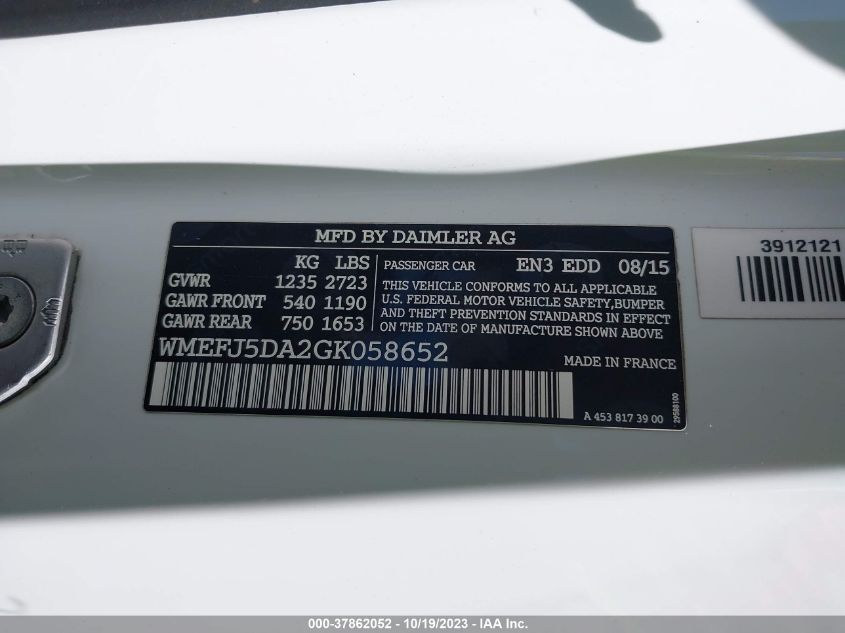 MFD BY DAIMLER AG
KG LBS
GVWR 1235 2723
GAWR FRONT 540 1190
GAWR REAR 750 1653
PASSENGER CAR EN3 EDD 08/15
THIS VEHICLE CONFORMS TO ALL APPLICABLE
U.S. FEDERAL MOTOR VEHICLE SAFETY,BUMPER
AND THEFT PREVENTION STANDARDS IN EFFECT
ON THE DATE OF MANUFACTURE SHOWN ABOVE
WMEFJ5DA2GK058652
MADE IN FRANCE
A 453 817 39 00
29588100
3912121
000-37862052 - 10/19/2023 - IAAI.com.